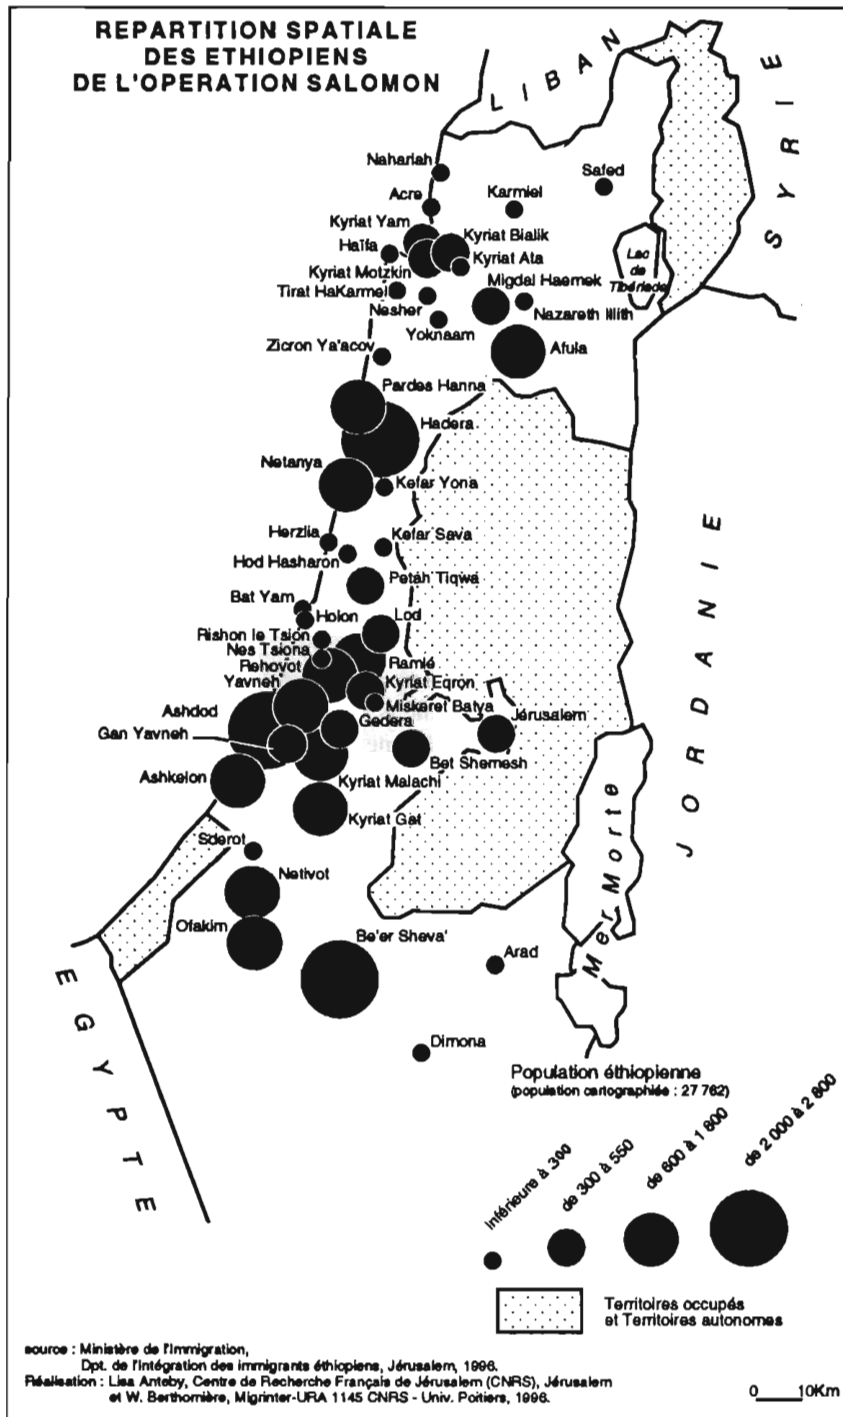 REPARTITION SPATIALE
DES ETHIOPIENS
DE L'OPERATION SALOMON
LIBAN
SYRIE
Nahariah
Safed
Acre
Karmiel
Kyriat Yam
Kyriat Bialik
Haïfa
Kyriat Ata
Lac
de
Tibériade
Kyriat Motzkin
Migdal Haemek
Tirat HaKarmel
Nesher
Nazareth Illith
Yoknaam
Zicron Ya'acov
Afula
Pardes Hanna
Hadera
Netanya
Kefar Yona
Herzlia
Kefar Sava
Hod Hasharon
Petah Tiqwa
JORDANIE
Bat Yam
Holon
Lod
Rishon le Tsion
Nes Tsiona
Rehovot
Ramlé
Yavneh
Kyriat Eqron
Miskeret Batya
Ashdod
Gedera
Jérusalem
Gan Yavneh
Bet Shemesh
Ashkelon
Kyriat Malachi
Kyriat Gat
Mer Morte
Sderot
Netivot
Ofakim
Be'er Sheva'
Arad
EGYPTE
Dimona
Population éthiopienne
(population cartographiée : 27 762)
Inférieure à 300
de 300 à 550
de 600 à 1 800
de 2 000 à 2 800
Territoires occupés
et Territoires autonomes
source : Ministère de l'Immigration,
Dpt. de l'Intégration des immigrants éthiopiens, Jérusalem, 1996.
Réalisation : Lisa Anteby, Centre de Recherche Français de Jérusalem (CNRS), Jérusalem
et W. Berthomière, Migrinter-URA 1145 CNRS - Univ. Poitiers, 1996.
0 10Km